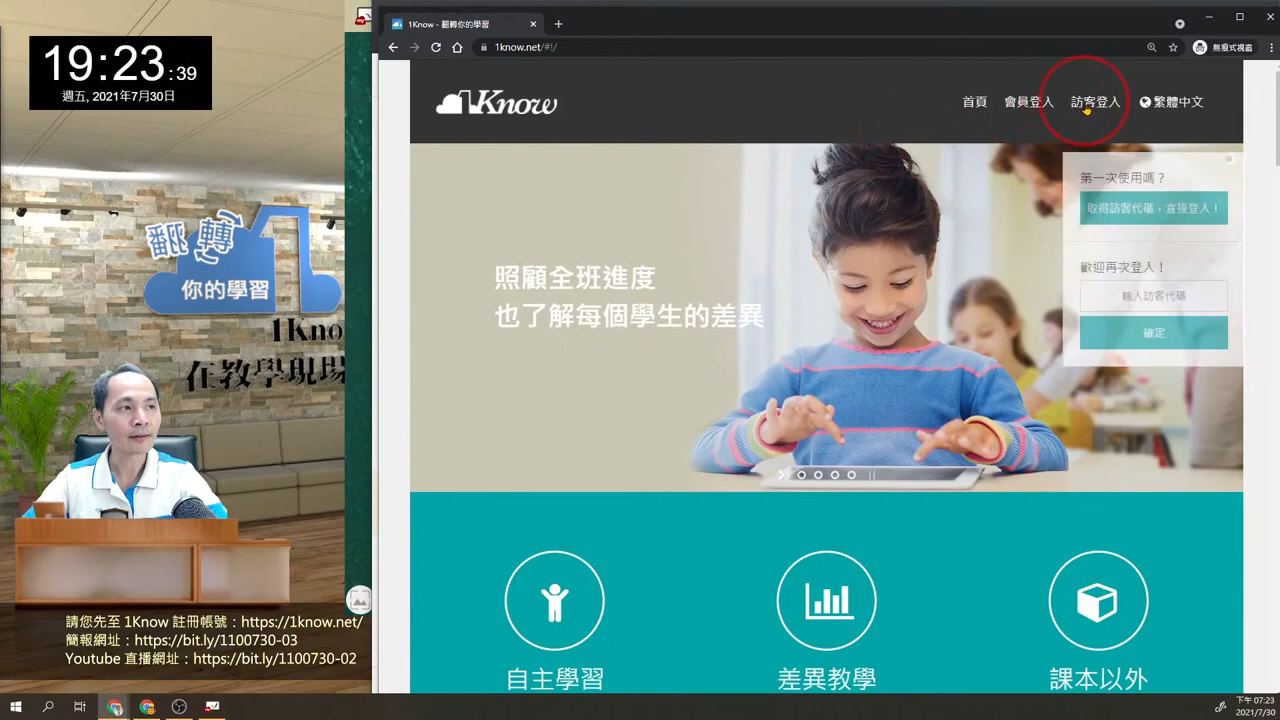 19:23:39
週五, 2021年7月30日
翻轉
你的學習
1Kno
在教學現場
請您先至 1Know 註冊帳號：https://1know.net/
簡報網址：https://bit.ly/1100730-03
Youtube 直播網址：https://bit.ly/1100730-02
1Know - 翻轉你的學習
1know.net/#!/
無痕式視窗
1Know
首頁
會員登入
訪客登入
繁體中文
第一次使用嗎？
取得訪客代碼，直接登入！
歡迎再次登入！
輸入訪客代碼
確定
照顧全班進度
也了解每個學生的差異
自主學習
差異教學
課本以外
下午 07:23
2021/7/30